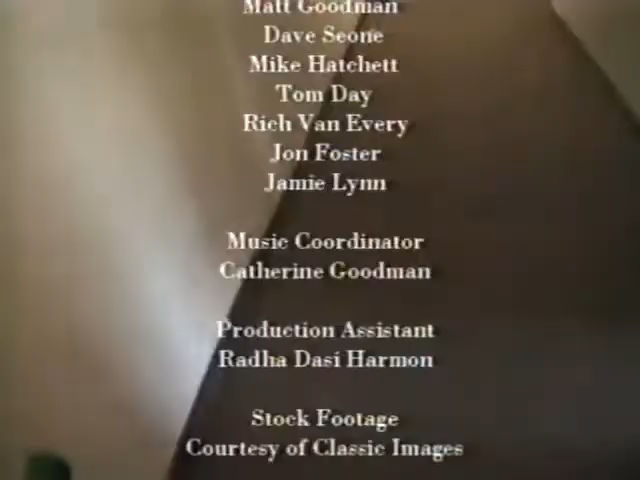 Matt Goodman
Dave Seone
Mike Hatchett
Tom Day
Rich Van Every
Jon Foster
Jamie Lynn
Music Coordinator
Catherine Goodman
Production Assistant
Radha Dasi Harmon
Stock Footage
Courtesy of Classic Images